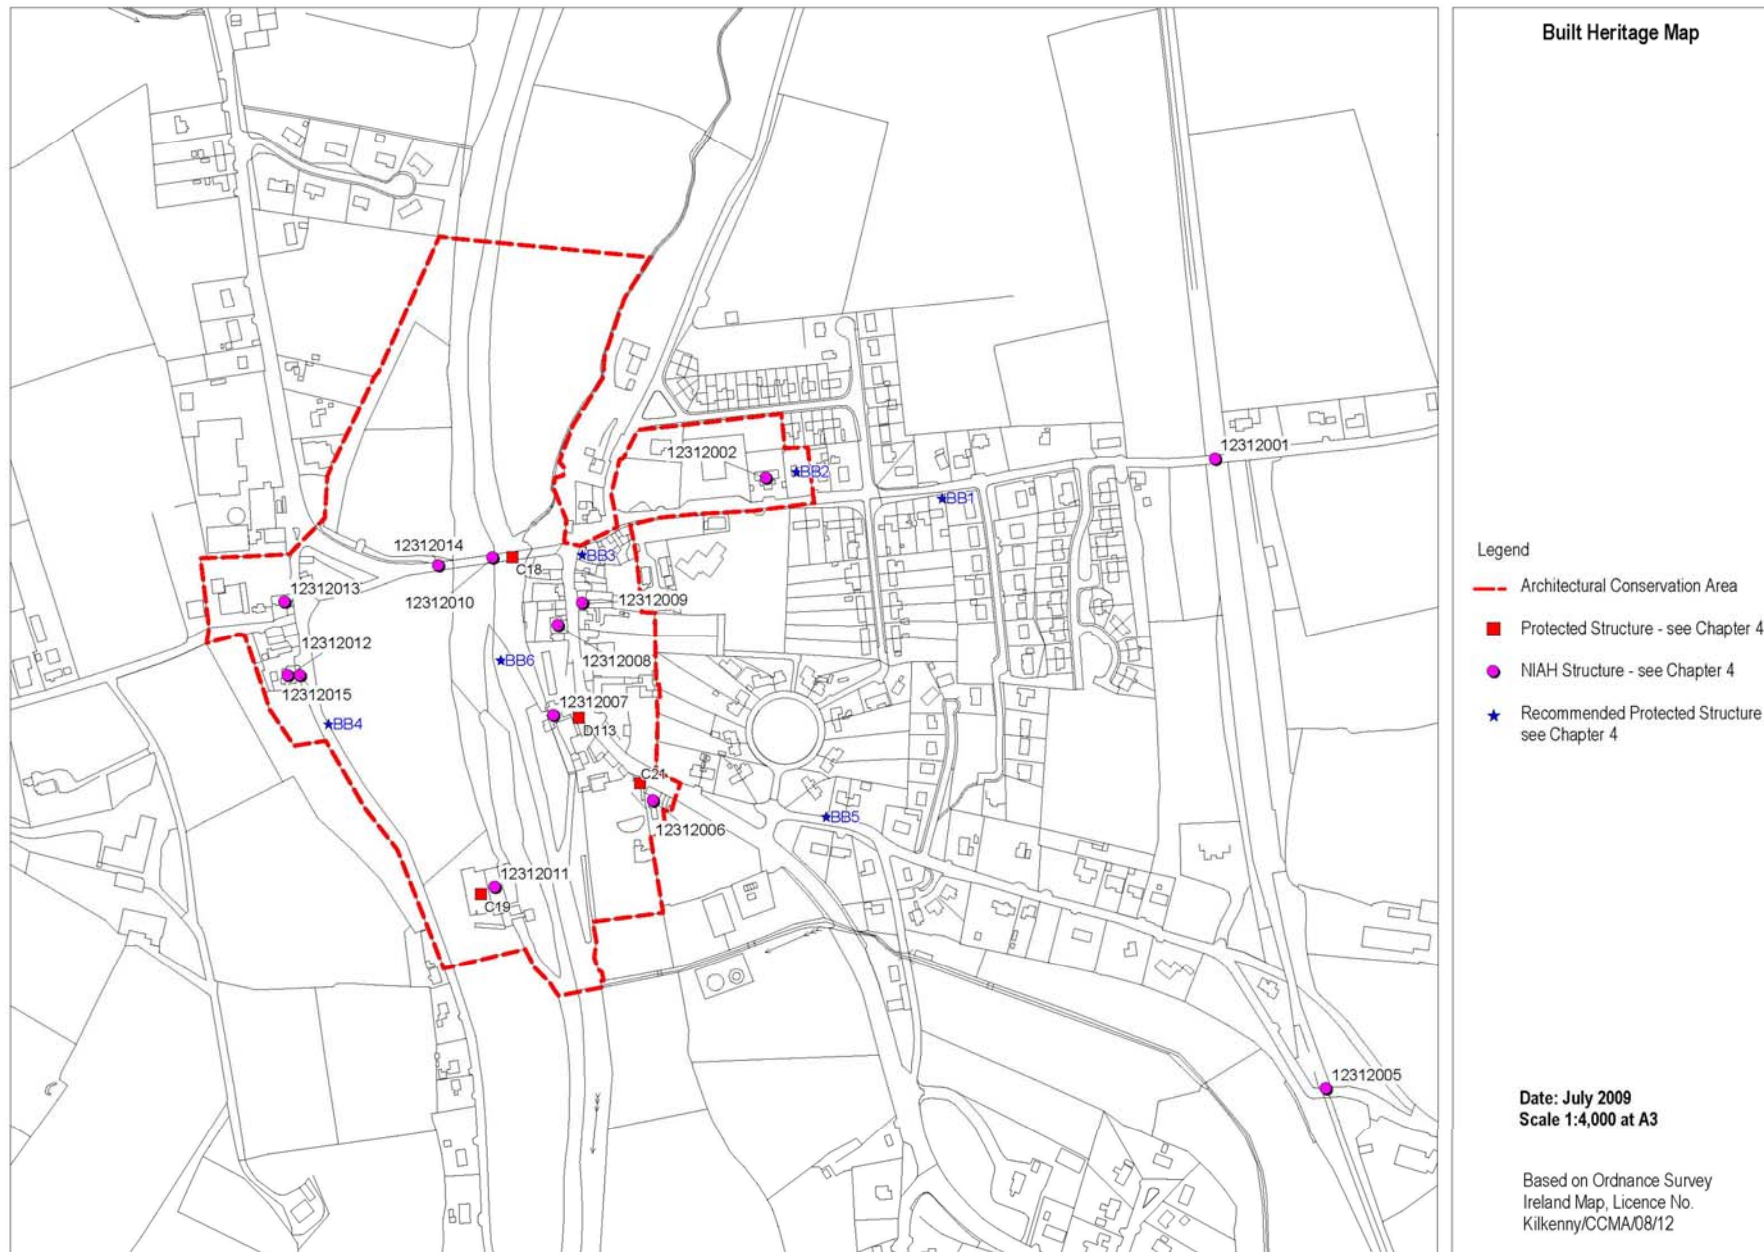 Built Heritage Map
12312001
12312002
BB2
BB1
12312014
C18
BB3
12312010
12312013
12312009
12312012
12312008
BB6
12312015
12312007
BB4
D113
C21
BB5
12312006
12312011
C19
12312005
Legend
Architectural Conservation Area
Protected Structure - see Chapter 4
NIAH Structure - see Chapter 4
Recommended Protected Structure
see Chapter 4
Date: July 2009
Scale 1:4,000 at A3
Based on Ordnance Survey
Ireland Map, Licence No.
Kilkenny/CCMA/08/12